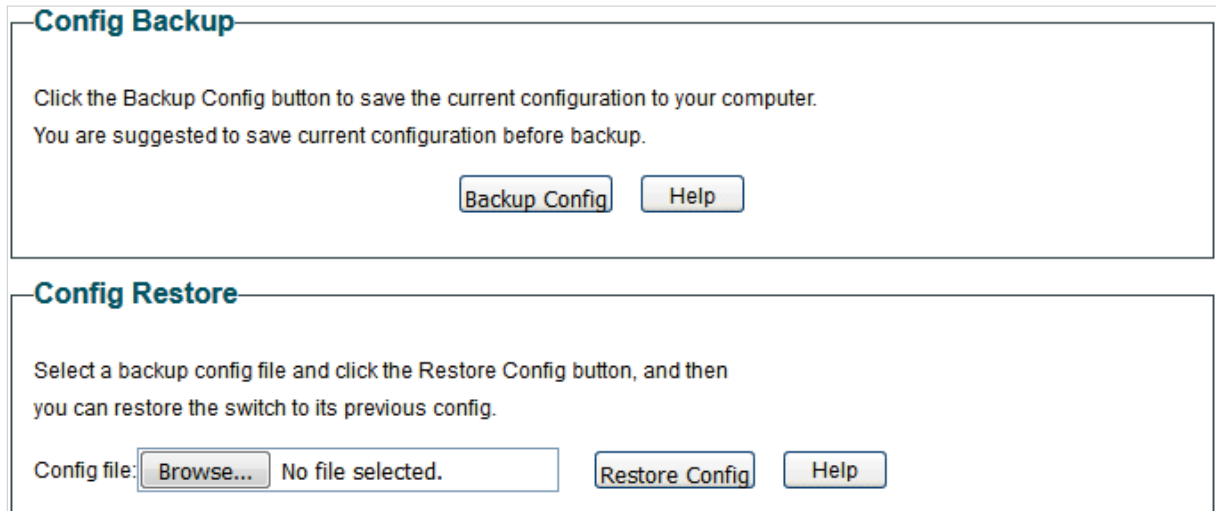 Config Backup
Click the Backup Config button to save the current configuration to your computer.
You are suggested to save current configuration before backup.
Backup Config Help
Config Restore
Select a backup config file and click the Restore Config button, and then
you can restore the switch to its previous config.
Config file: Browse... No file selected. Restore Config Help